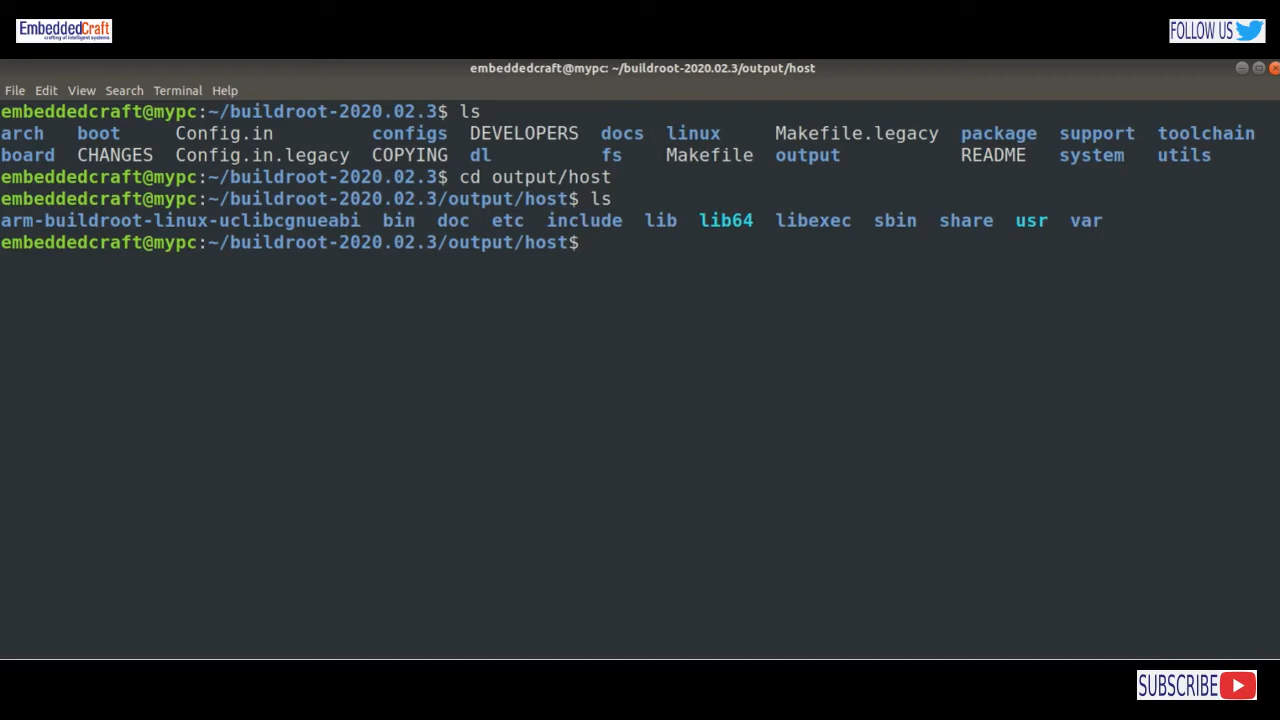 EmbeddedCraft
crafting of intelligent systems
FOLLOW US
embeddedcraft@mypc: ~/buildroot-2020.02.3/output/host
File Edit View Search Terminal Help
embeddedcraft@mypc:~/buildroot-2020.02.3$ ls
arch boot Config.in configs DEVELOPERS docs linux Makefile.legacy package support toolchain
board CHANGES Config.in.legacy COPYING dl fs Makefile output README system utils
embeddedcraft@mypc:~/buildroot-2020.02.3$ cd output/host
embeddedcraft@mypc:~/buildroot-2020.02.3/output/host$ ls
arm-buildroot-linux-uclibcgnueabi bin doc etc include lib lib64 libexec sbin share usr var
embeddedcraft@mypc:~/buildroot-2020.02.3/output/host$
SUBSCRIBE